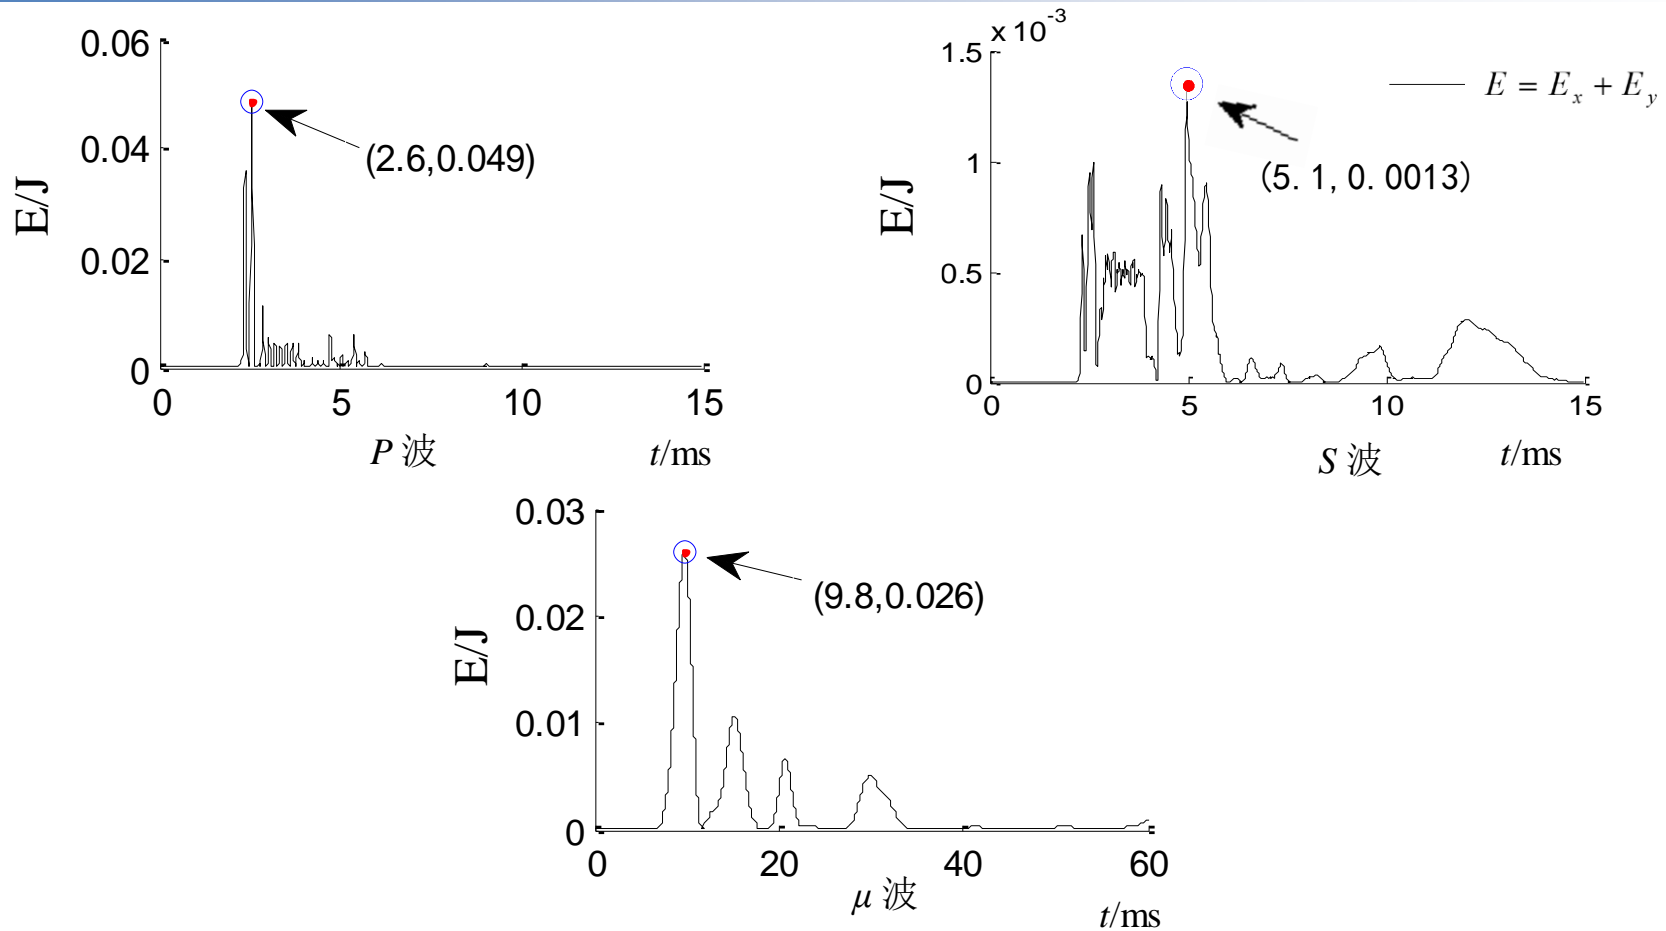 0.06
0.04
0.02
0
E/J
(2.6,0.049)
0 5 10 15
P 波 t/ms
x 10-3
1.5
1
0.5
0
E/J
E = Ex + Ey
(5. 1, 0. 0013)
0 5 10 15
S 波 t/ms
0.03
0.02
0.01
0
E/J
(9.8,0.026)
0 20 40 60
μ 波
t/ms